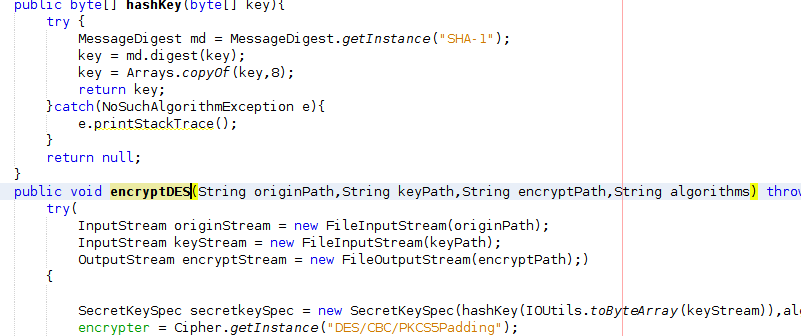 public byte[] hashKey(byte[] key){
try {
MessageDigest md = MessageDigest.getInstance("SHA-1");
key = md.digest(key);
key = Arrays.copyOf(key,8);
return key;
}catch(NoSuchAlgorithmException e){
e.printStackTrace();
}
return null;
}
public void encryptDES(String originPath,String keyPath,String encryptPath,String algorithms) throw
try(
InputStream originStream = new FileInputStream(originPath);
InputStream keyStream = new FileInputStream(keyPath);
OutputStream encryptStream = new FileOutputStream(encryptPath);)
{
SecretKeySpec secretkeySpec = new SecretKeySpec(hashKey(IOUtils.toByteArray(keyStream)),al
encrypter = Cipher.getInstance("DES/CBC/PKCS5Padding");